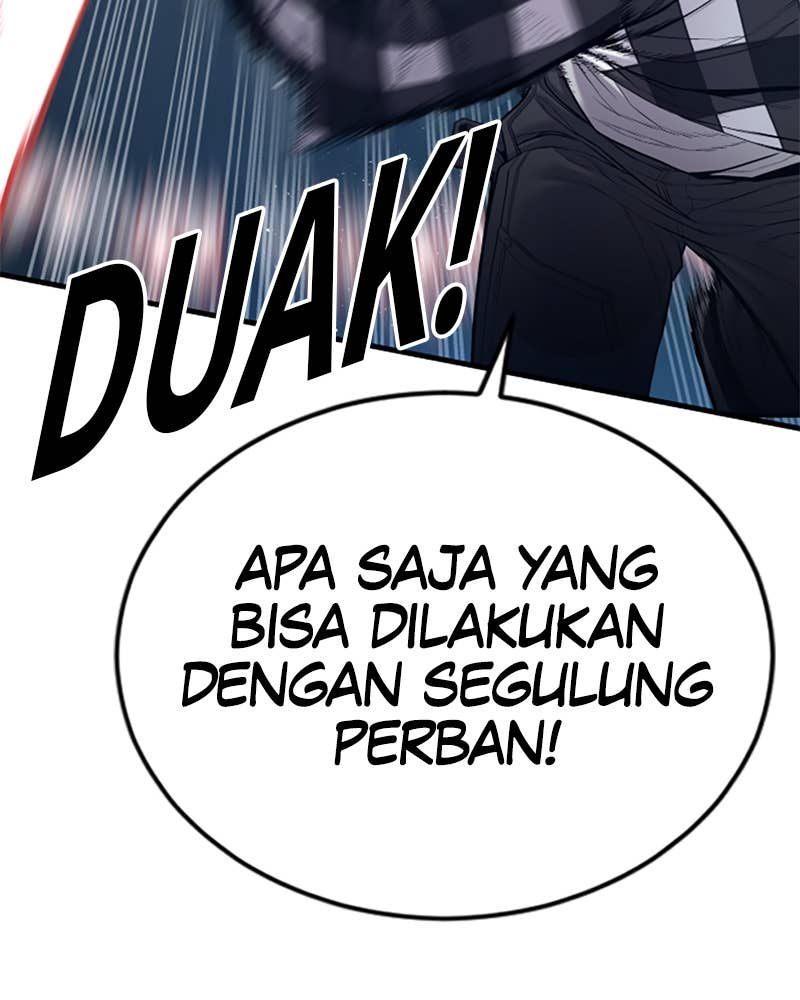 DUAK!
APA SAJA YANG
BISA DILAKUKAN
DENGAN SEGULUNG
PERBAN!